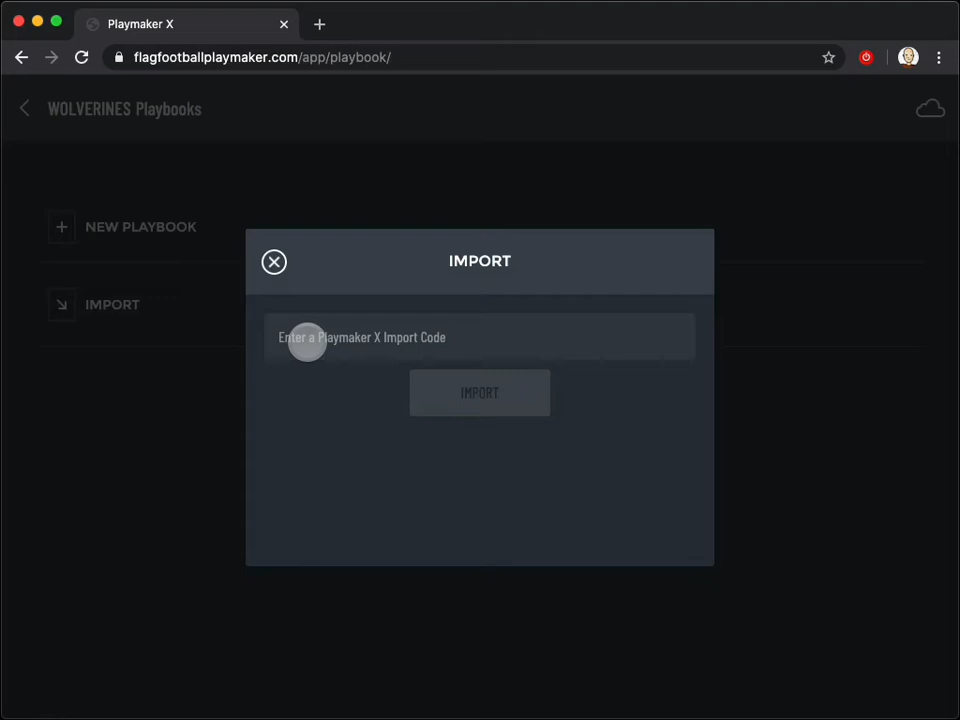 Playmaker X
flagfootballplaymaker.com/app/playbook/
WOLVERINES Playbooks
NEW PLAYBOOK
IMPORT
IMPORT
Enter a Playmaker X Import Code
IMPORT